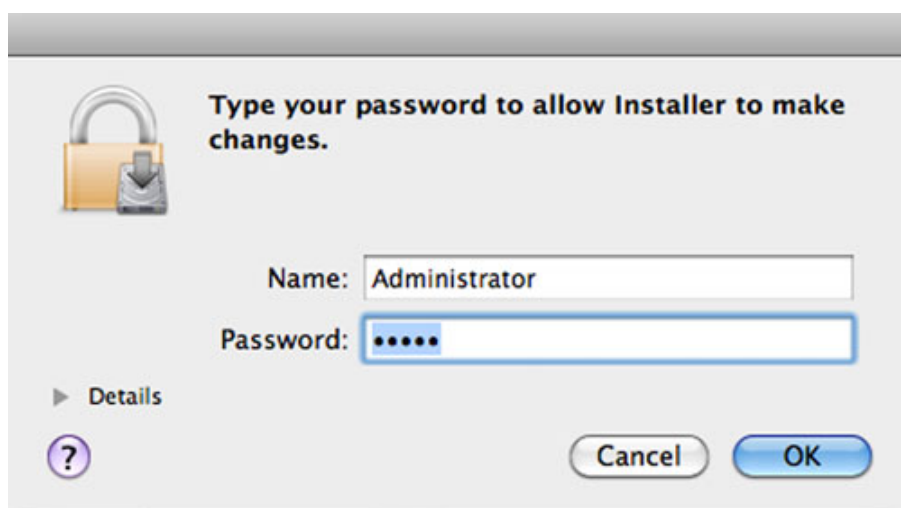 Type your password to allow Installer to make
changes.
Name: Administrator
Password: •••••
Details
?
Cancel OK